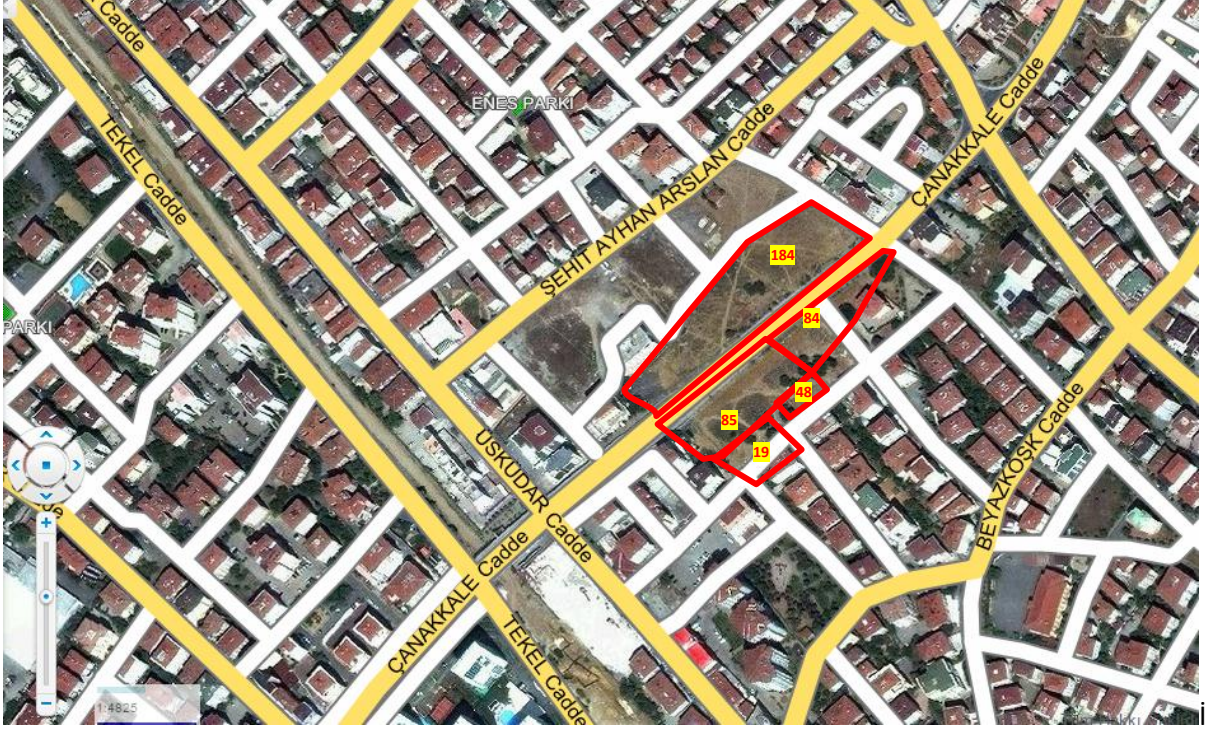 Cadde
ENES PARKI
TEKEL Cadde
ŞEHİT AYHAN ARSLAN Cadde
ÇANAKKALE Cadde
184
PARKI
84
48
85
19
ÜSKÜDAR Cadde
BEYAZKÖŞK Cadde
ÇANAKKALE Cadde
TEKEL Cadde
1:4825
İ